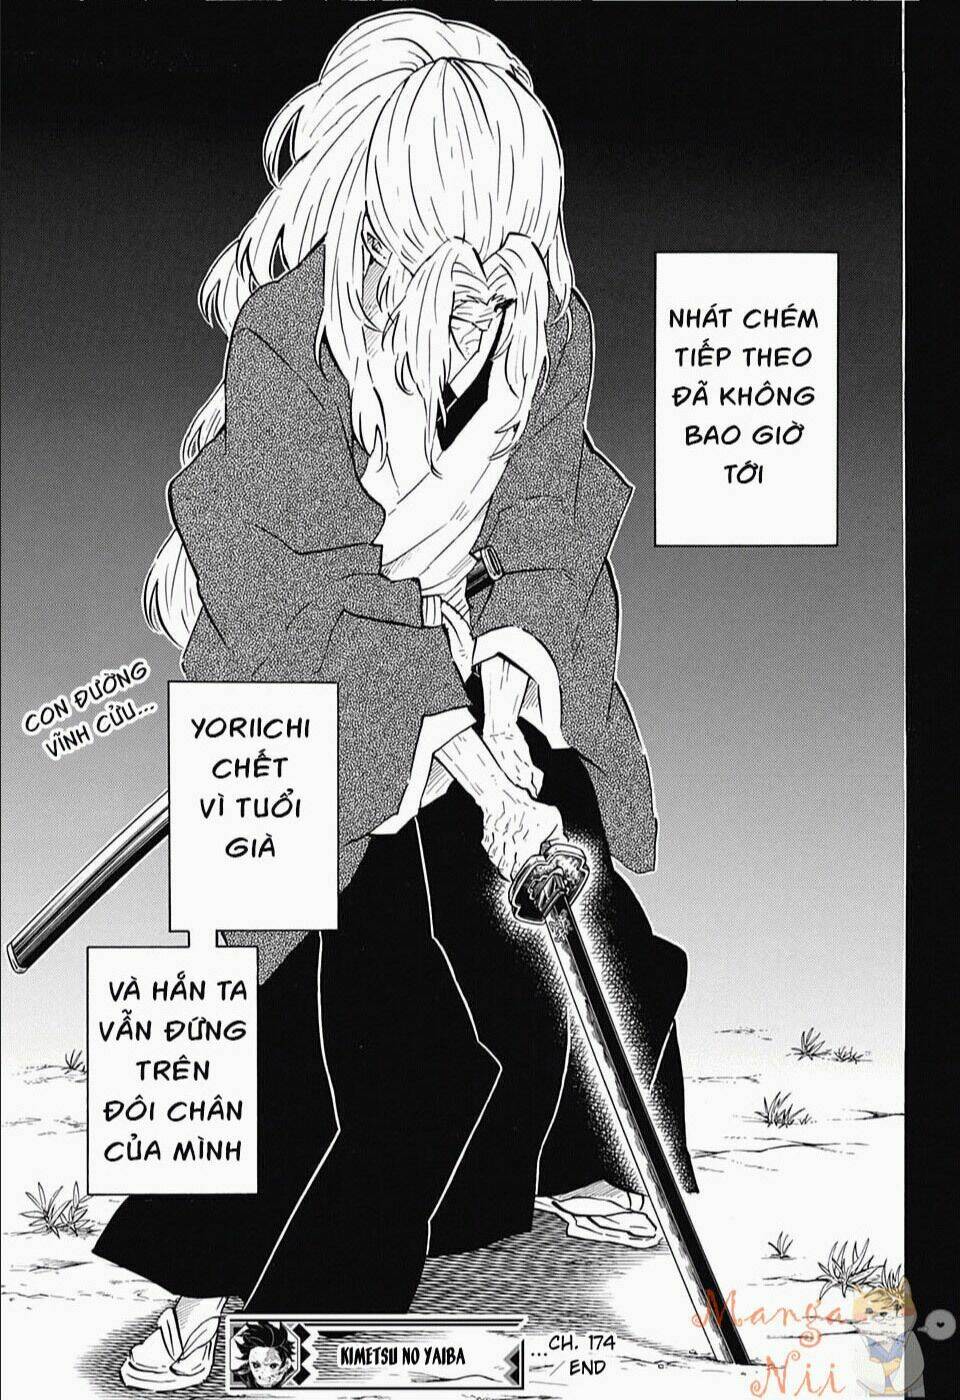 NHÁT CHÉM
TIẾP THEO
ĐÃ KHÔNG
BAO GIỜ
TỚI
CON ĐƯỜNG
VĨNH CỬU...
YORIICHI
CHẾT
VÌ TUỔI
GIÀ
VÀ HẮN TA
VẪN ĐỨNG
TRÊN
ĐÔI CHÂN
CỦA MÌNH
KIMETSU NO YAIBA
...CH. 174
END
Manga
Nii